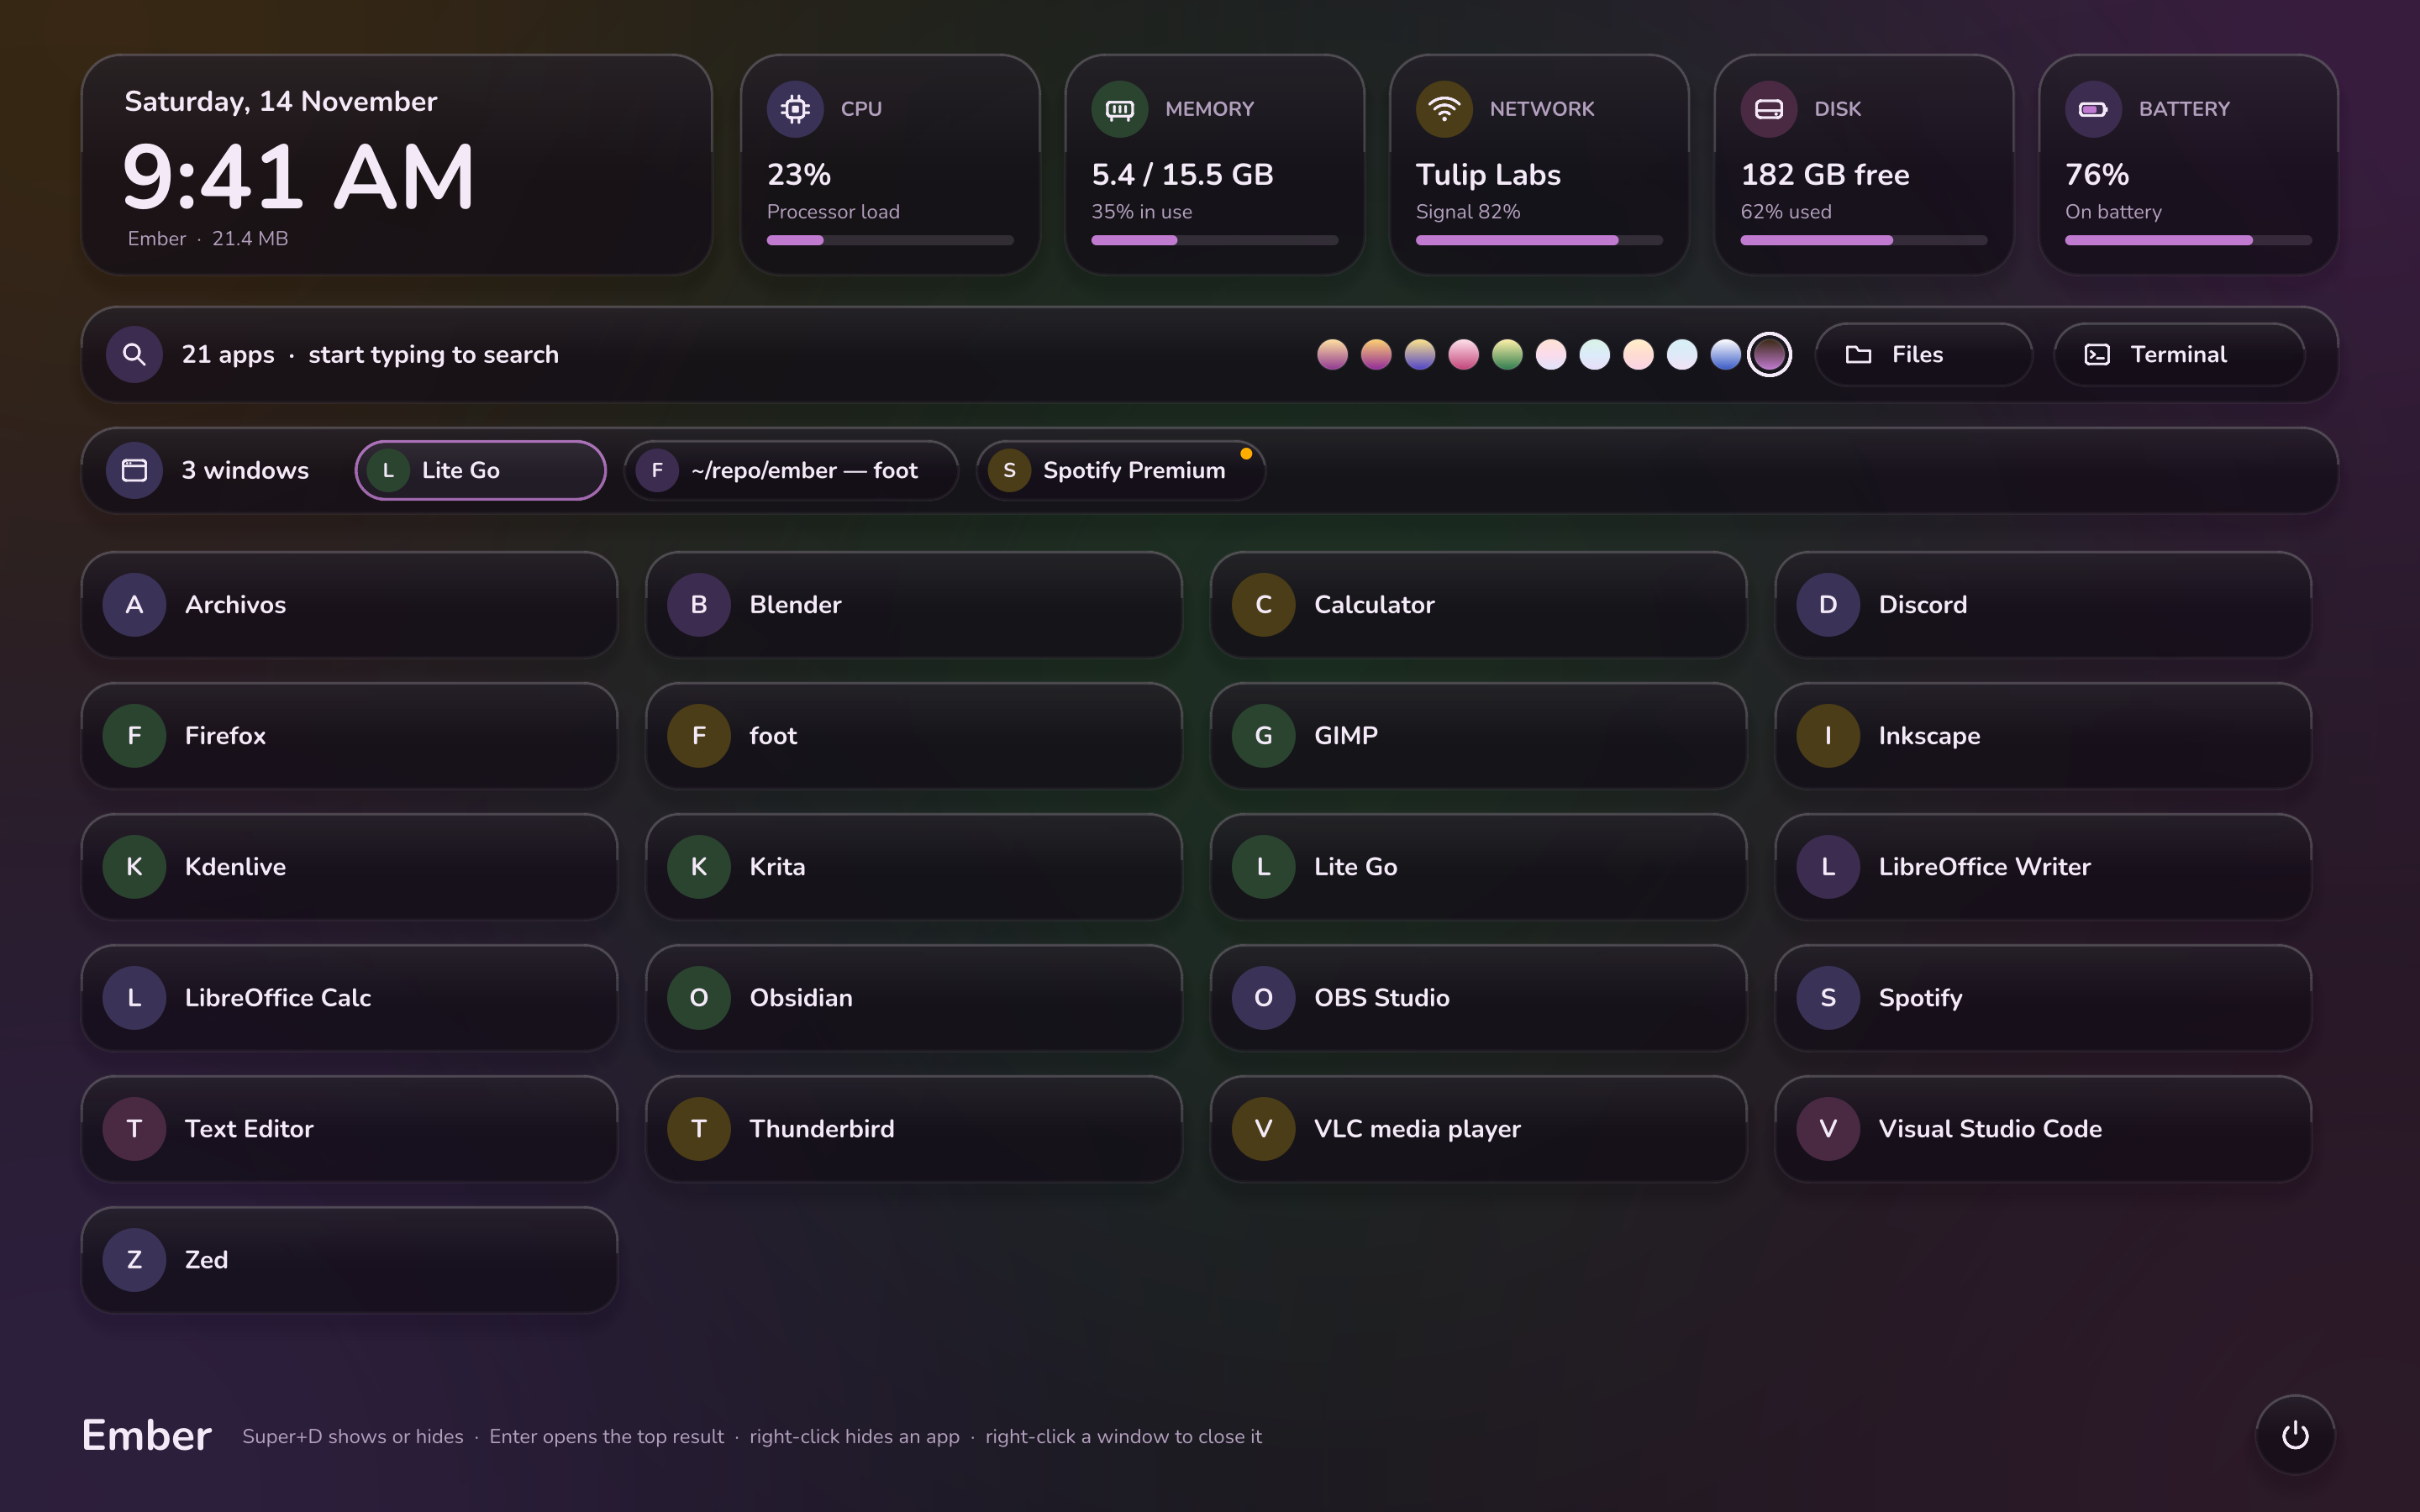 Saturday, 14 November
9:41 AM
Ember · 21.4 MB
CPU
23%
Processor load
MEMORY
5.4 / 15.5 GB
35% in use
NETWORK
Tulip Labs
Signal 82%
DISK
182 GB free
62% used
BATTERY
76%
On battery
21 apps · start typing to search
Files
Terminal
3 windows
L Lite Go
F ~/repo/ember — foot
S Spotify Premium
A Archivos
B Blender
C Calculator
D Discord
F Firefox
F foot
G GIMP
I Inkscape
K Kdenlive
K Krita
L Lite Go
L LibreOffice Writer
L LibreOffice Calc
O Obsidian
O OBS Studio
S Spotify
T Text Editor
T Thunderbird
V VLC media player
V Visual Studio Code
Z Zed
Ember
Super+D shows or hides · Enter opens the top result · right-click hides an app · right-click a window to close it